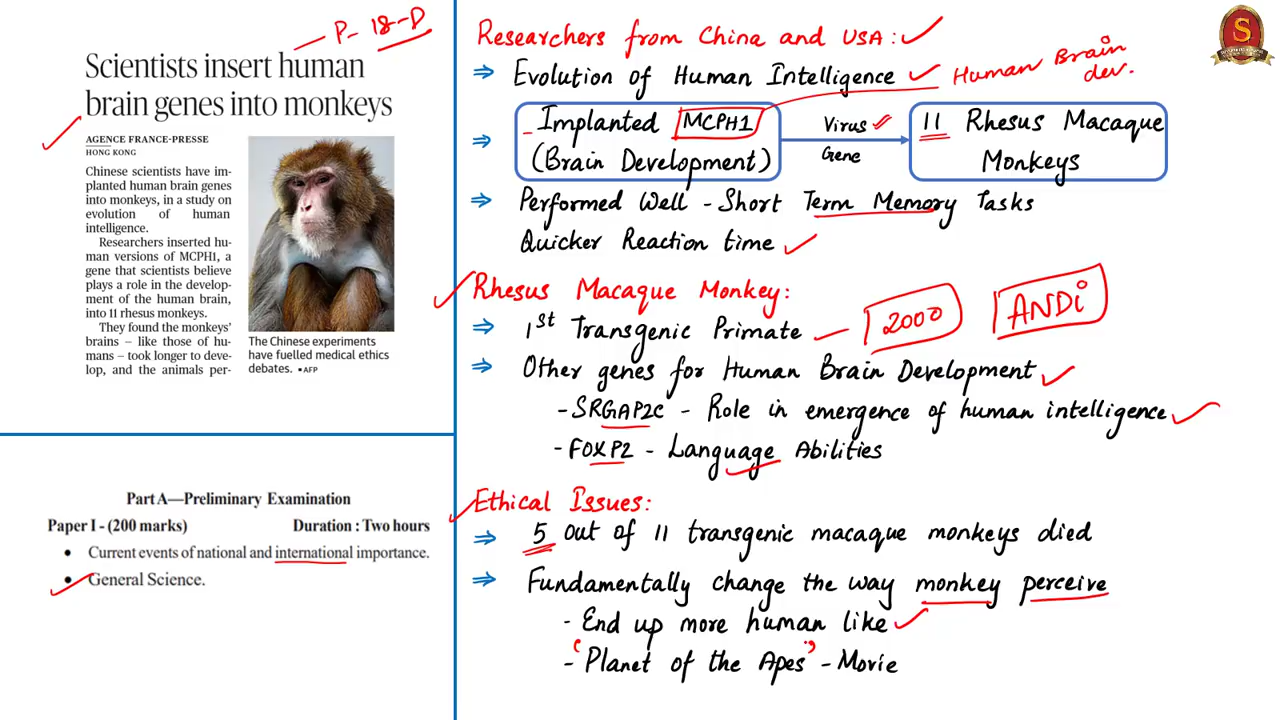 P- 18-D
Scientists insert human
brain genes into monkeys
AGENCE FRANCE-PRESSE
HONG KONG
Chinese scientists have im-
planted human brain genes
into monkeys, in a study on
evolution of human
intelligence.
Researchers inserted hu-
man versions of MCPH1, a
gene that scientists believe
plays a role in the develop-
ment of the human brain,
into 11 rhesus monkeys.
They found the monkeys'
brains – like those of hu-
mans – took longer to deve-
lop, and the animals per-
The Chinese experiments
have fuelled medical ethics
debates. ▪AFP
Part A—Preliminary Examination
Paper I - (200 marks) Duration : Two hours
• Current events of national and international importance.
• General Science.
Researchers from China and USA:
⇒ Evolution of Human Intelligence
Human Brain
dev.
⇒ Implanted MCPH1
(Brain Development)
Virus
Gene
11 Rhesus Macaque
Monkeys
⇒ Performed Well - Short Term Memory Tasks
Quicker Reaction time
Rhesus Macaque Monkey:
⇒ 1st Transgenic Primate
2000 ANDi
⇒ Other genes for Human Brain Development
- SRGAP2C - Role in emergence of human intelligence
- FOXP2 - Language Abilities
Ethical Issues:
⇒ 5 out of 11 transgenic macaque monkeys died
⇒ Fundamentally change the way monkey perceive
- End up more human like
- "Planet of the Apes" - Movie
S